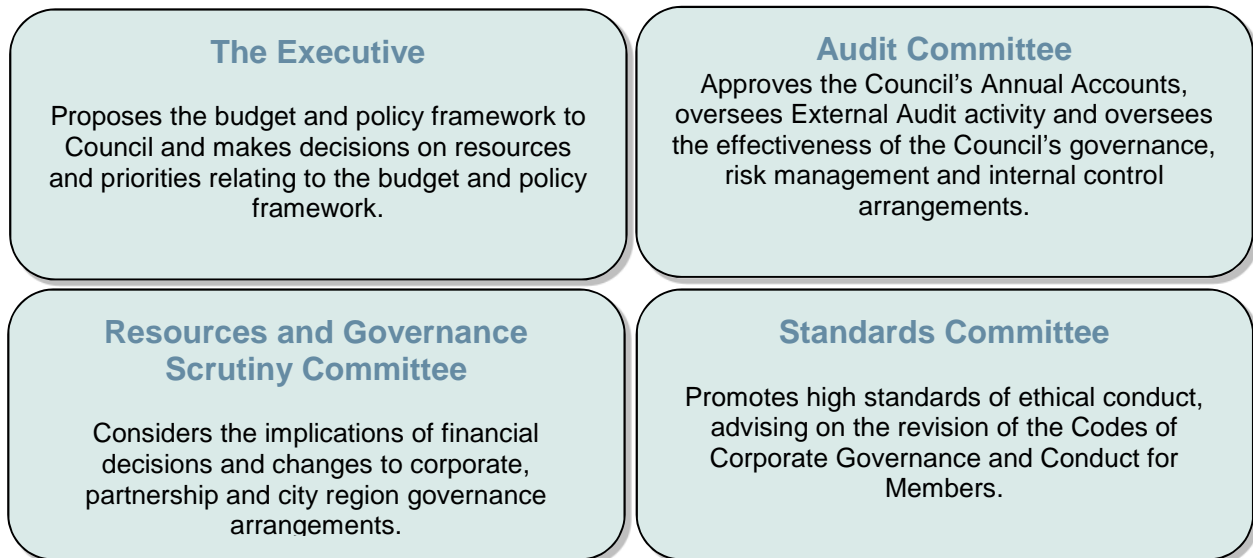 The Executive
Proposes the budget and policy framework to
Council and makes decisions on resources
and priorities relating to the budget and policy
framework.
Audit Committee
Approves the Council’s Annual Accounts,
oversees External Audit activity and oversees
the effectiveness of the Council’s governance,
risk management and internal control
arrangements.
Resources and Governance
Scrutiny Committee
Considers the implications of financial
decisions and changes to corporate,
partnership and city region governance
arrangements.
Standards Committee
Promotes high standards of ethical conduct,
advising on the revision of the Codes of
Corporate Governance and Conduct for
Members.